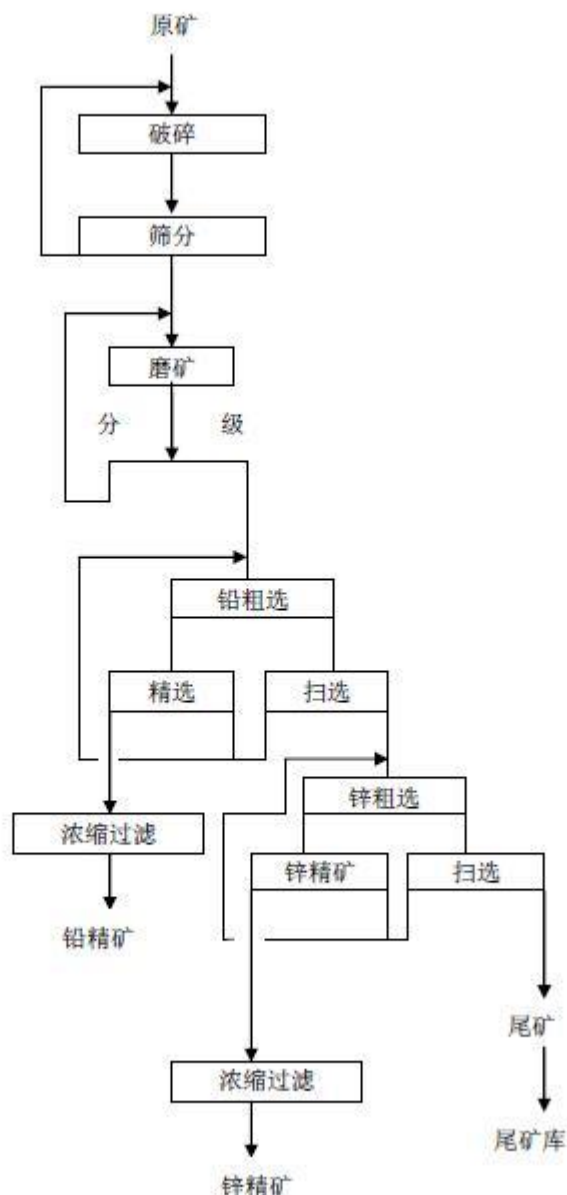 原矿
破碎
筛分
磨矿
分 级
铅粗选
精选 扫选
锌粗选
浓缩过滤
锌精矿 扫选
铅精矿
尾矿
浓缩过滤
尾矿库
锌精矿